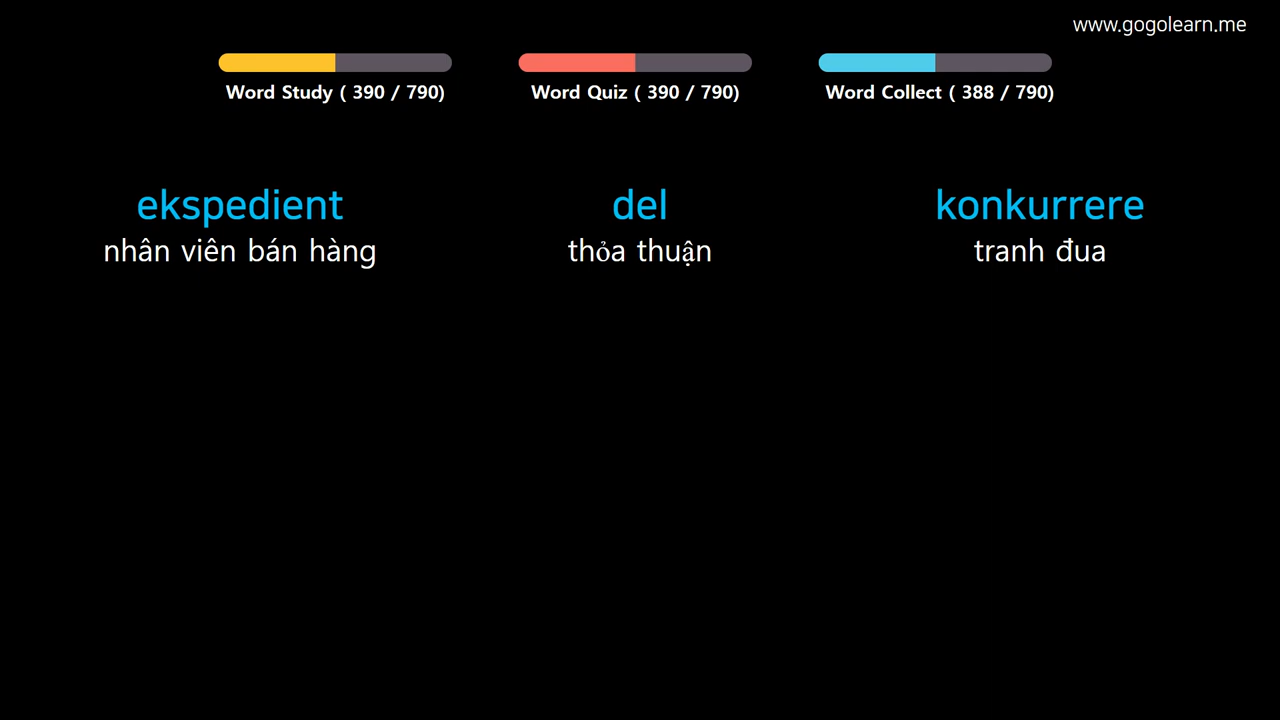 www.gogolearn.me
Word Study ( 390 / 790)
Word Quiz ( 390 / 790)
Word Collect ( 388 / 790)
ekspedient
nhân viên bán hàng
del
thỏa thuận
konkurrere
tranh đua